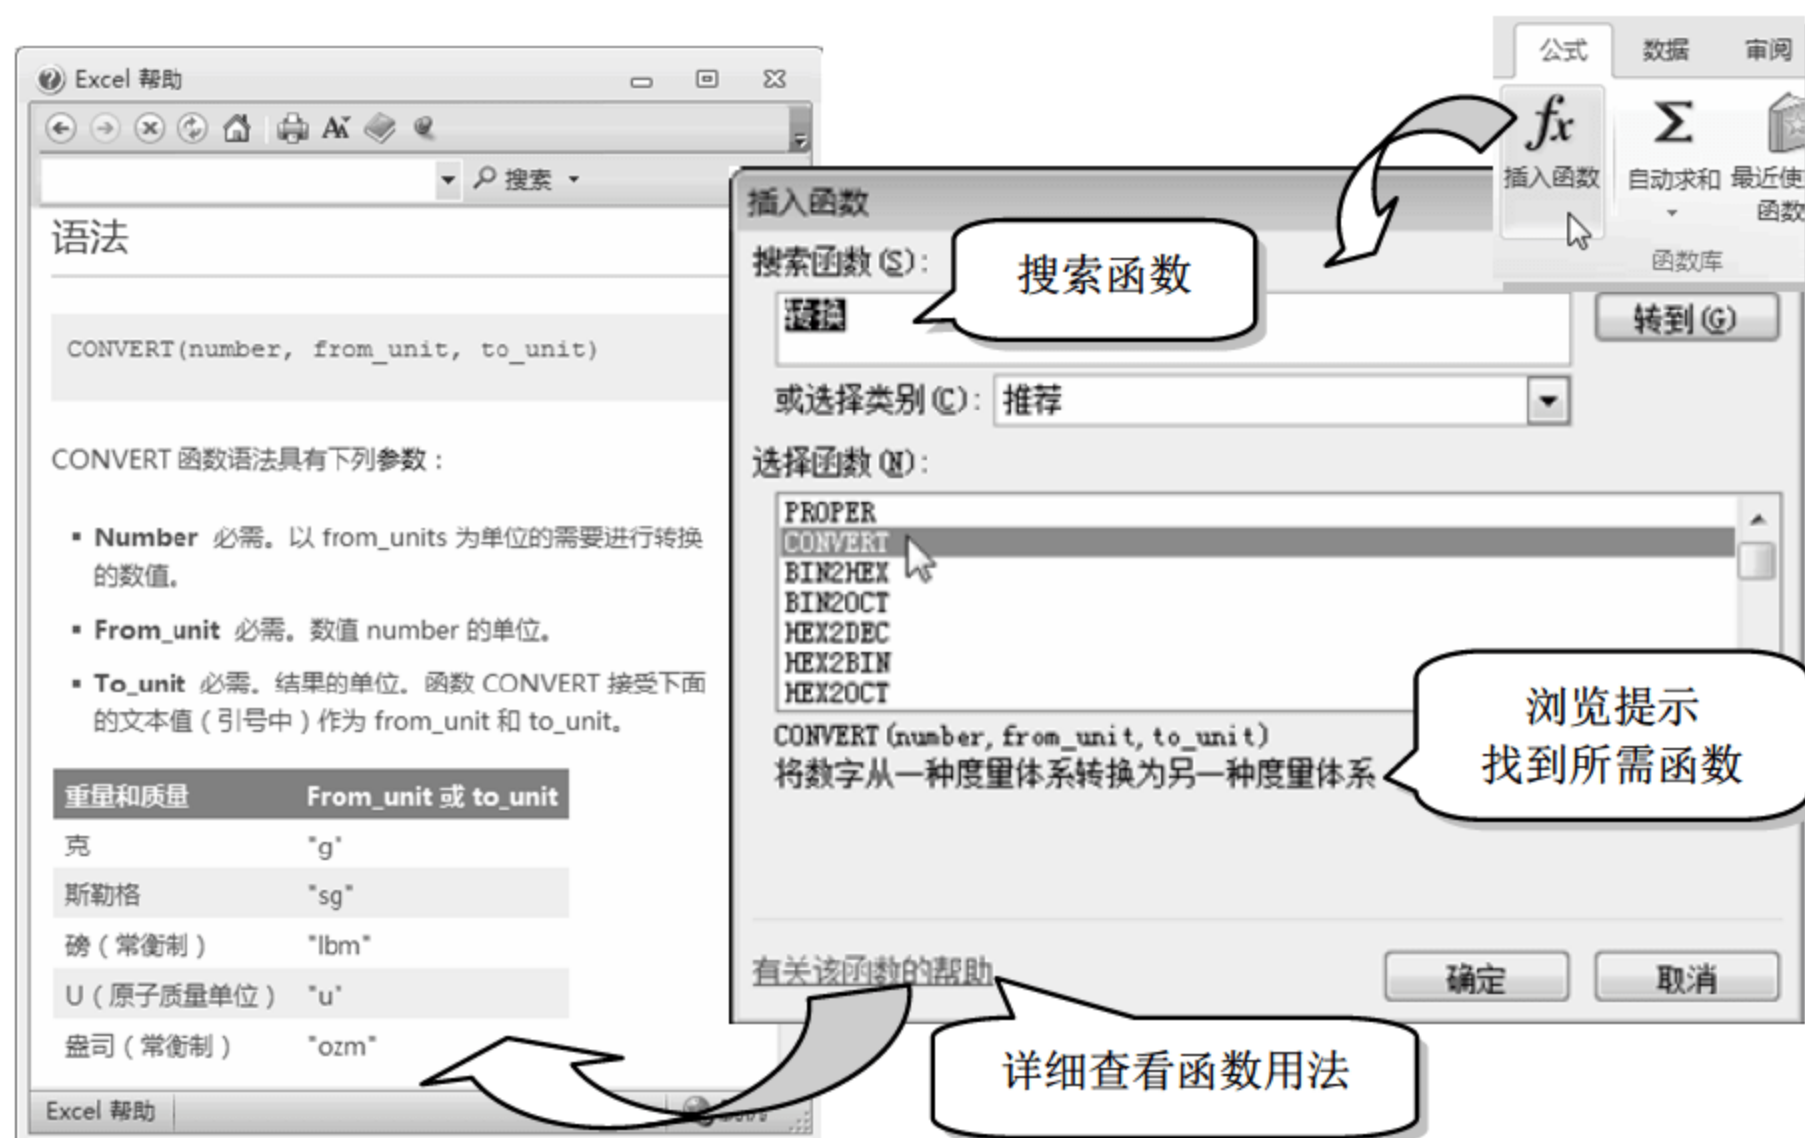 公式 数据 审阅
插入函数 自动求和 最近使
函数
函数库
Excel 帮助
搜索
语法
CONVERT(number, from_unit, to_unit)
CONVERT 函数语法具有下列参数：
Number 必需。以 from_units 为单位的需要进行转换
的数值。
From_unit 必需。数值 number 的单位。
To_unit 必需。结果的单位。函数 CONVERT 接受下面
的文本值（引号中）作为 from_unit 和 to_unit。
重量和质量 From_unit 或 to_unit
克 "g"
斯勒格 "sg"
磅（常衡制） "lbm"
U（原子质量单位） "u"
盎司（常衡制） "ozm"
Excel 帮助
插入函数
搜索函数(S):
搜索函数
转换
转到(G)
或选择类别(C): 推荐
选择函数(N):
PROPER
CONVERT
BIN2HEX
BIN2OCT
HEX2DEC
HEX2BIN
HEX2OCT
CONVERT(number,from_unit,to_unit)
将数字从一种度量体系转换为另一种度量体系
浏览提示
找到所需函数
有关该函数的帮助
确定 取消
详细查看函数用法